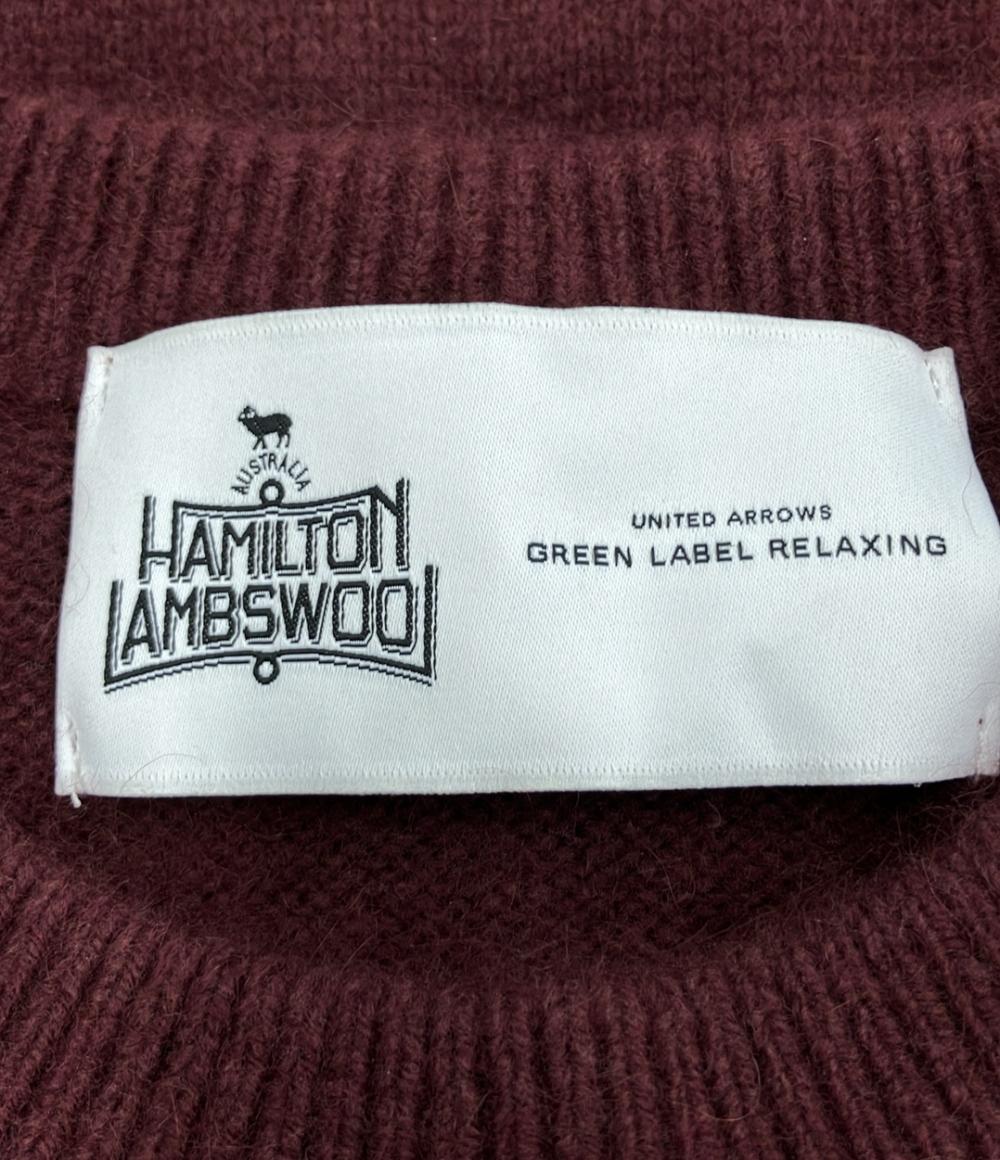 AUSTRALIA
HAMILTON
LAMBSWOOL
UNITED ARROWS
GREEN LABEL RELAXING